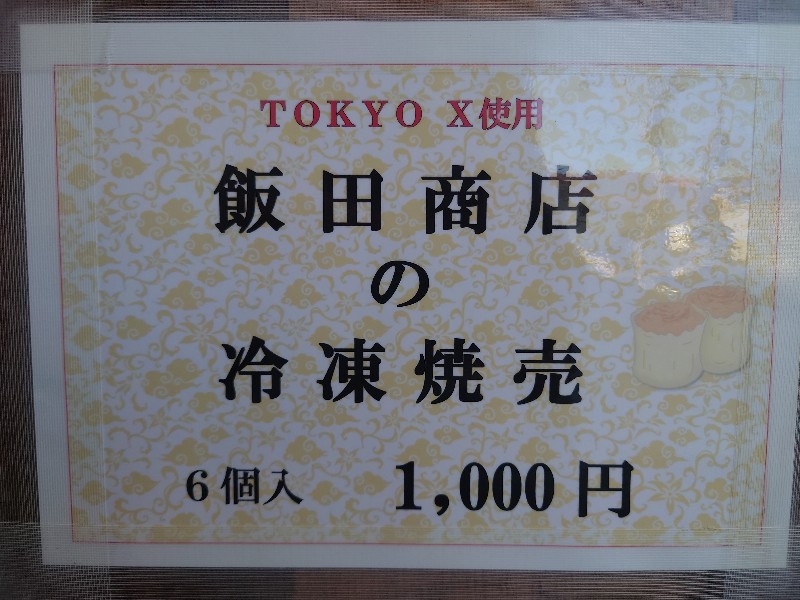 TOKYO X使用
飯田商店
の
冷凍焼売
6個入 1,000円